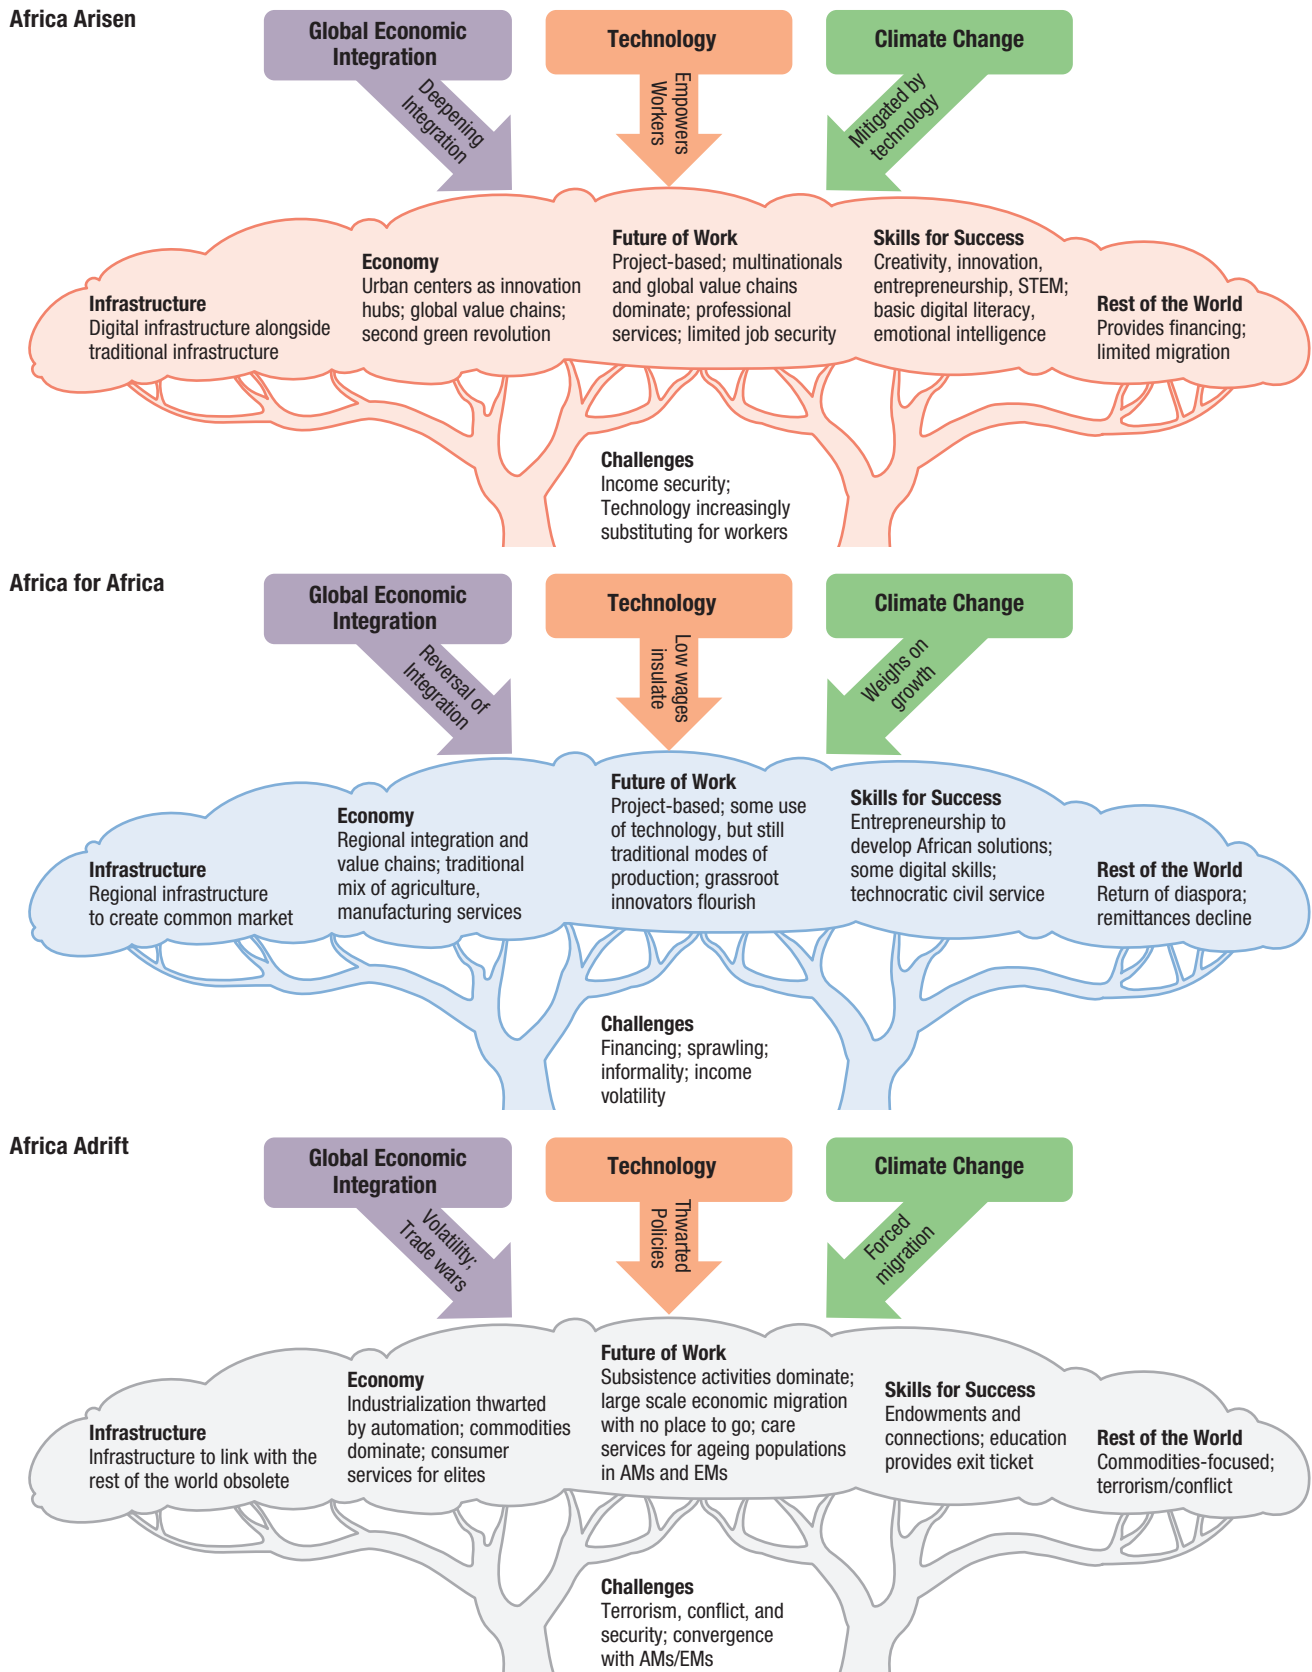 Africa Arisen
Global Economic
Integration
Technology
Climate Change
Deepening
Integration
Empowers
Workers
Mitigated by
technology
Infrastructure
Digital infrastructure alongside
traditional infrastructure
Economy
Urban centers as innovation
hubs; global value chains;
second green revolution
Future of Work
Project-based; multinationals
and global value chains
dominate; professional
services; limited job security
Skills for Success
Creativity, innovation,
entrepreneurship, STEM;
basic digital literacy,
emotional intelligence
Rest of the World
Provides financing;
limited migration
Challenges
Income security;
Technology increasingly
substituting for workers
Africa for Africa
Global Economic
Integration
Technology
Climate Change
Reversal of
Integration
Low wages
insulate
Weighs on
growth
Infrastructure
Regional infrastructure
to create common market
Economy
Regional integration and
value chains; traditional
mix of agriculture,
manufacturing services
Future of Work
Project-based; some use
of technology, but still
traditional modes of
production; grassroot
innovators flourish
Skills for Success
Entrepreneurship to
develop African solutions;
some digital skills;
technocratic civil service
Rest of the World
Return of diaspora;
remittances decline
Challenges
Financing; sprawling;
informality; income
volatility
Africa Adrift
Global Economic
Integration
Technology
Climate Change
Volatility;
Trade wars
Thwarted
Policies
Forced
migration
Infrastructure
Infrastructure to link with the
rest of the world obsolete
Economy
Industrialization thwarted
by automation; commodities
dominate; consumer
services for elites
Future of Work
Subsistence activities dominate;
large scale economic migration
with no place to go; care
services for ageing populations
in AMs and EMs
Skills for Success
Endowments and
connections; education
provides exit ticket
Rest of the World
Commodities-focused;
terrorism/conflict
Challenges
Terrorism, conflict, and
security; convergence
with AMs/EMs